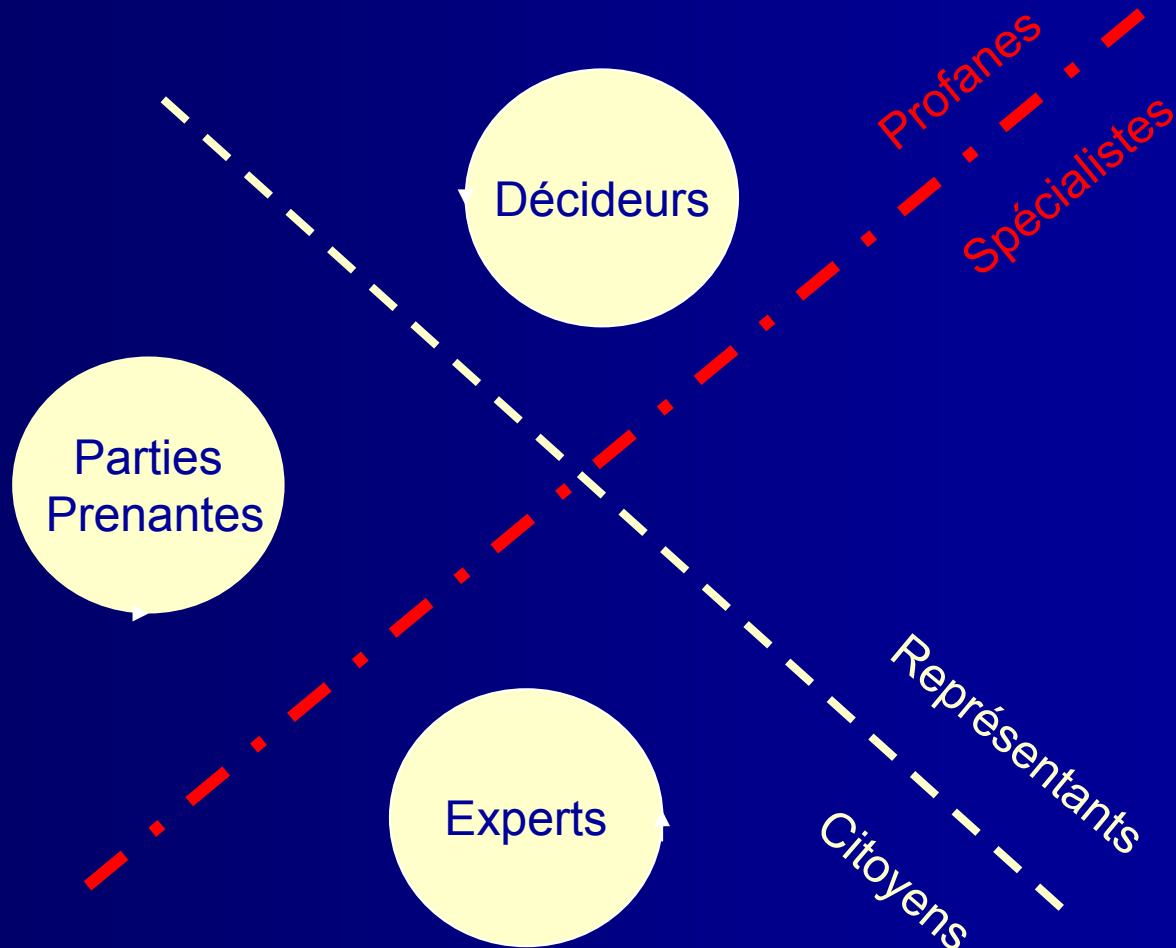 Profanes
Spécialistes
Décideurs
Parties
Prenantes
Représentants
Experts
Citoyens